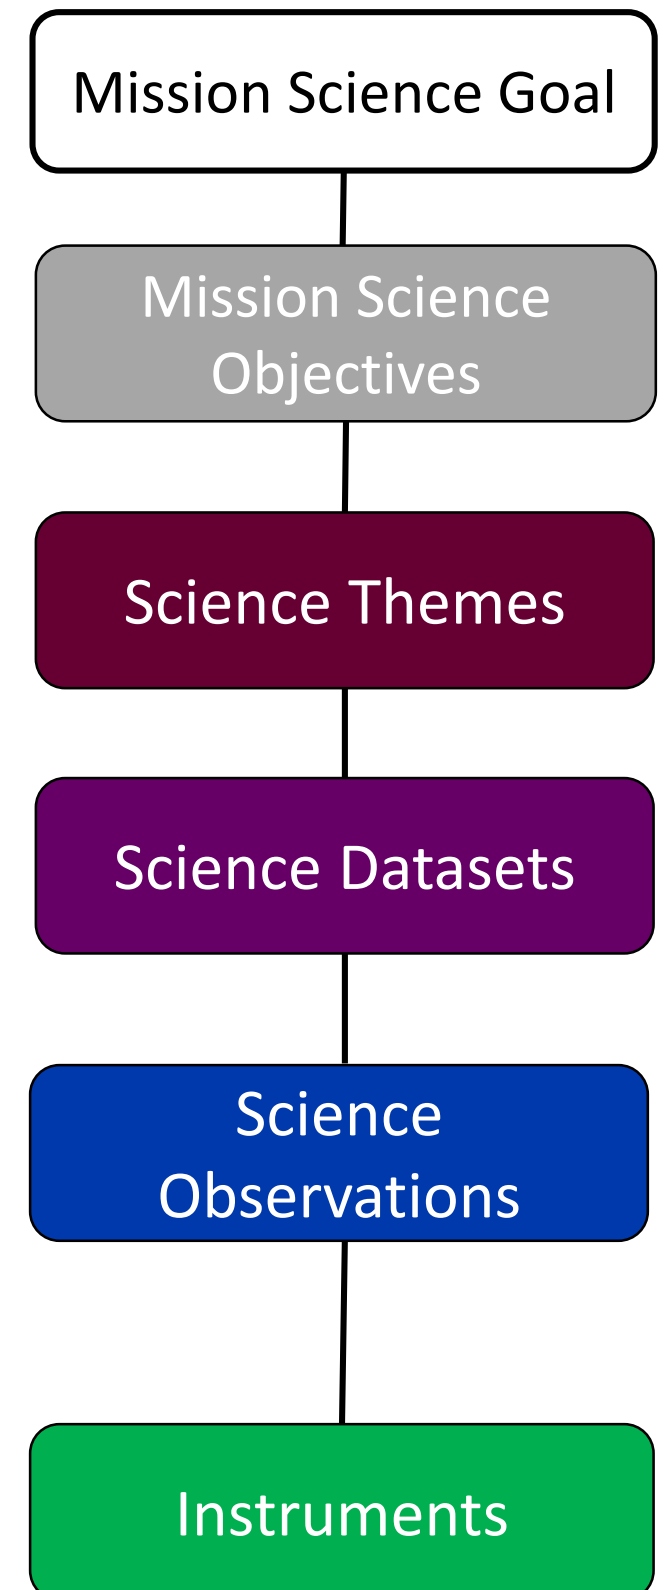 Mission Science Goal
Mission Science
Objectives
Science Themes
Science Datasets
Science
Observations
Instruments